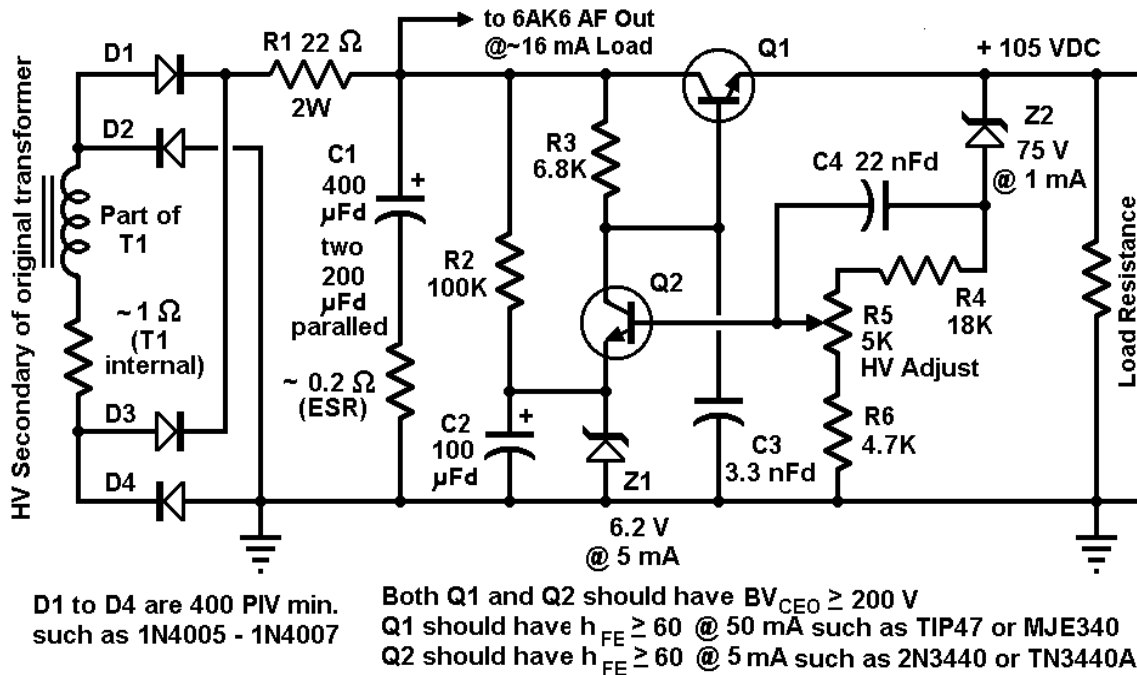 to 6AK6 AF Out
@~16 mA Load
D1
R1 22 Ω
2W
Q1
+ 105 VDC
D2
HV Secondary of original transformer
Part of
T1
~ 1 Ω
(T1
internal)
D3
D4
C1
400
µFd
two
200
µFd
paralled
~ 0.2 Ω
(ESR)
+
R2
100K
R3
6.8K
Q2
C2
100
µFd
+
Z1
6.2 V
@ 5 mA
C3
3.3 nFd
C4 22 nFd
Z2
75 V
@ 1 mA
R4
18K
R5
5K
HV Adjust
R6
4.7K
Load Resistance
D1 to D4 are 400 PIV min.
such as 1N4005 - 1N4007
Both Q1 and Q2 should have BVCEO ≥ 200 V
Q1 should have hFE ≥ 60 @ 50 mA such as TIP47 or MJE340
Q2 should have hFE ≥ 60 @ 5 mA such as 2N3440 or TN3440A